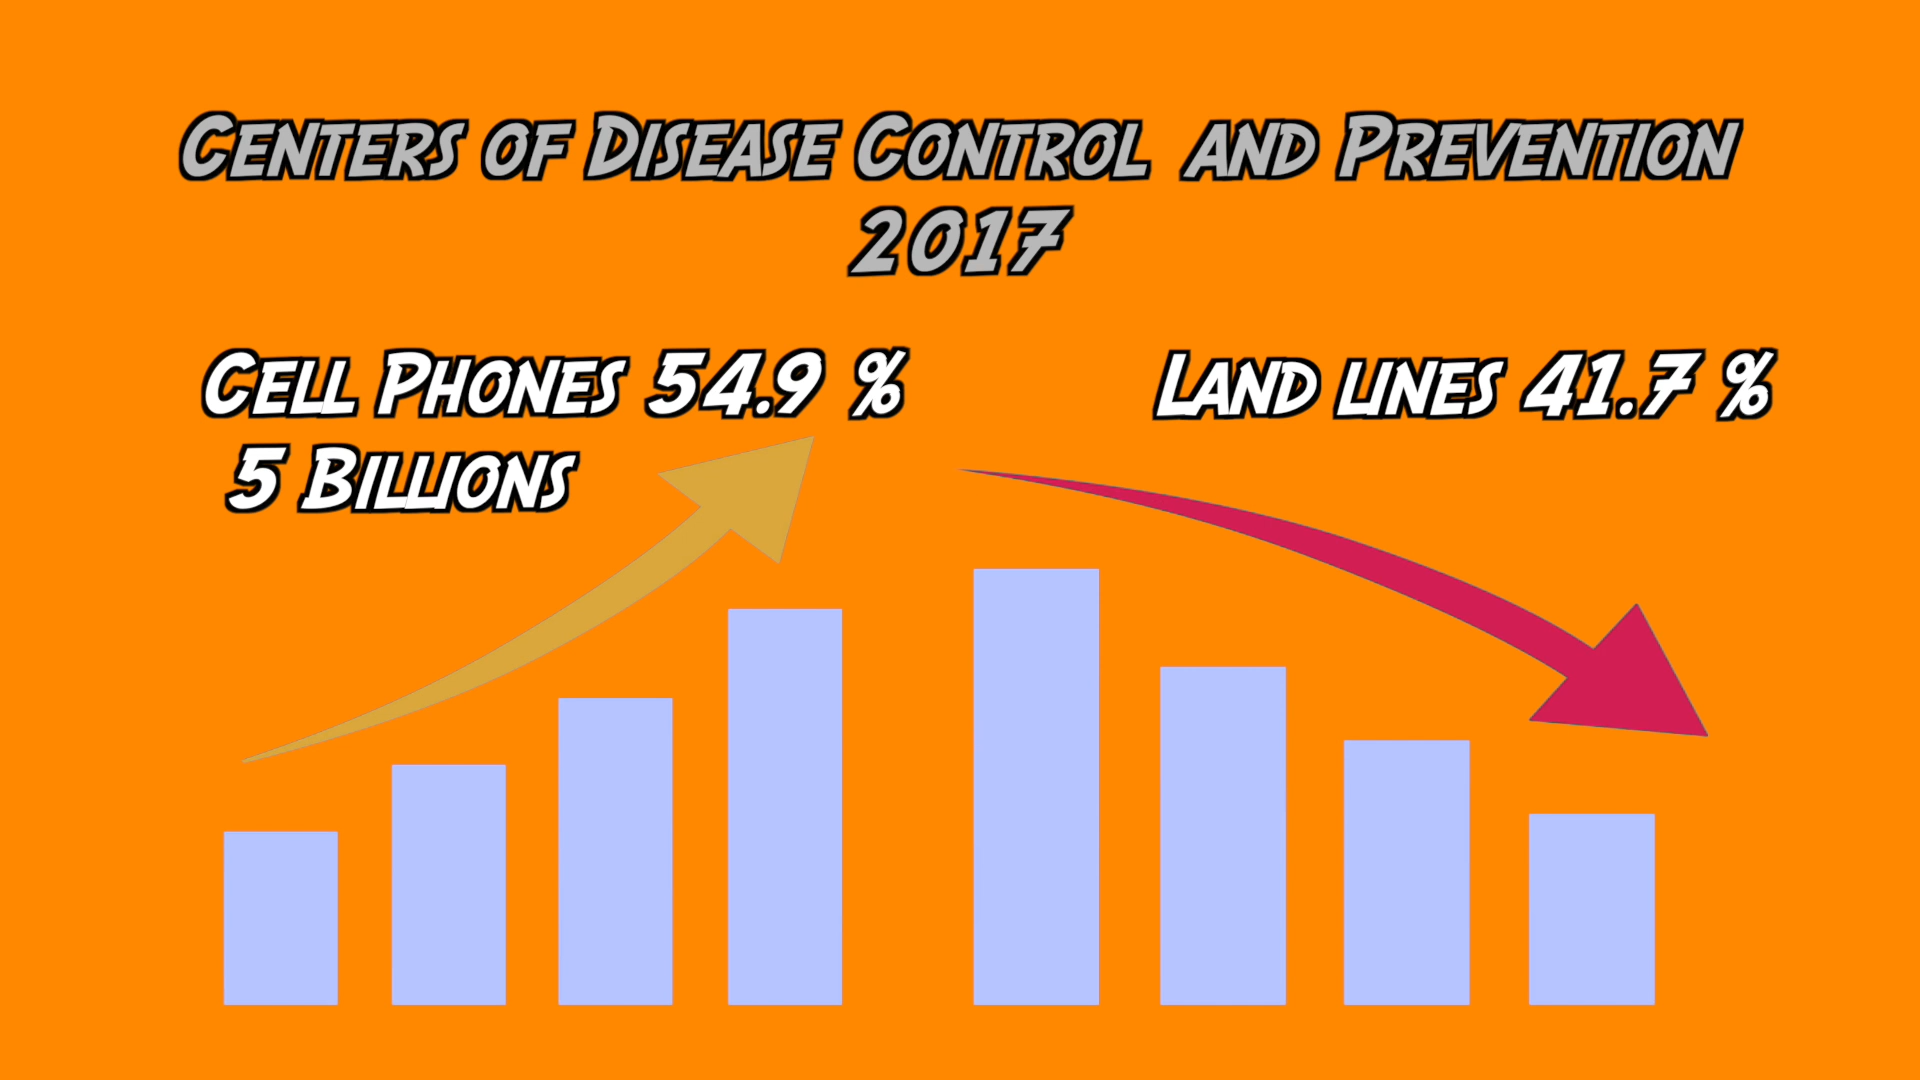 Centers of Disease Control and Prevention
2017
Cell Phones 54.9 %
5 Billions
Land lines 41.7 %